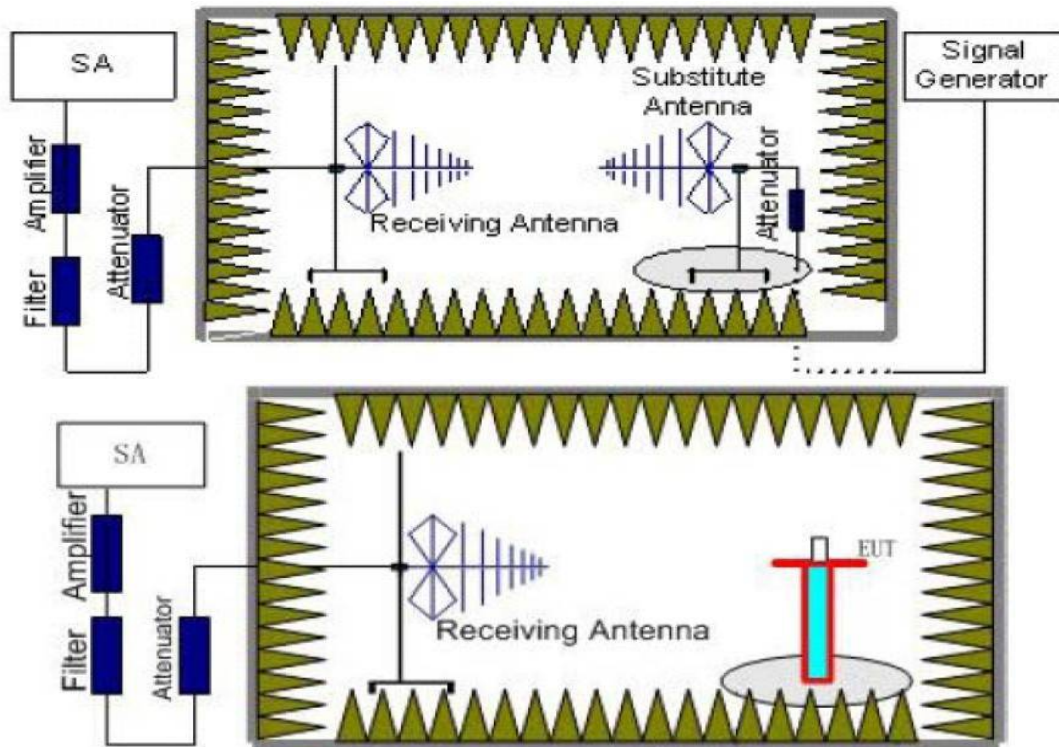 SA
Signal
Generator
Substitute
Antenna
Amplifier
Attenuator
Attenuator
Receiving Antenna
Filter
SA
Amplifier
EUT
Receiving Antenna
Filter
Attenuator